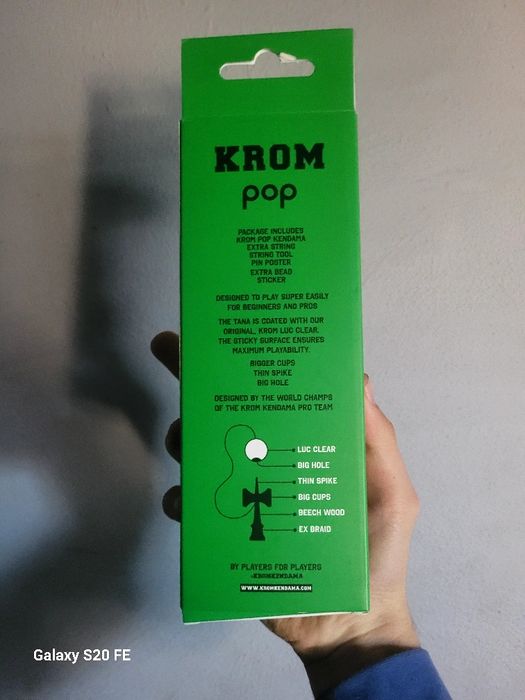 KROM
pop
PACKAGE INCLUDES
KROM POP KENDAMA
EXTRA STRING
STRING TOOL
PIN POSTER
EXTRA BEAD
STICKER
DESIGNED TO PLAY SUPER EASILY
FOR BEGINNERS AND PROS
THE TAMA IS COATED WITH OUR
ORIGINAL, KROM LUC CLEAR.
THE STICKY SURFACE ENSURES
MAXIMUM PLAYABILITY.
BIGGER CUPS
THIN SPIKE
BIG HOLE
DESIGNED BY THE WORLD CHAMPS
OF THE KROM KENDAMA PRO TEAM
LUC CLEAR
BIG HOLE
THIN SPIKE
BIG CUPS
BEECH WOOD
EX BRAID
BY PLAYERS FOR PLAYERS
-KROMKENDAMA
WWW.KROMKENDAMA.COM
Galaxy S20 FE